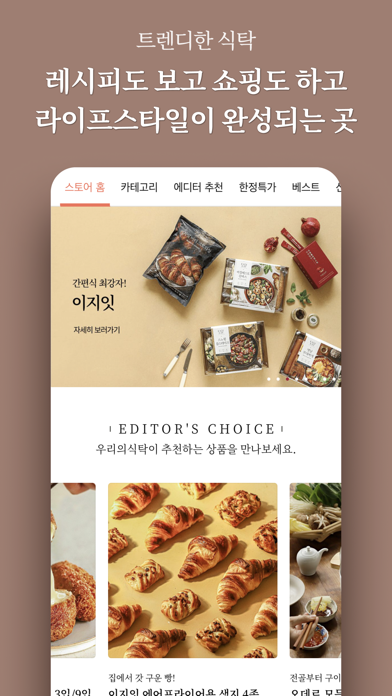 트렌디한 식탁
레시피도 보고 쇼핑도 하고
라이프스타일이 완성되는 곳
스토어 홈 카테고리 에디터 추천 한정특가 베스트
간편식 최강자!
이지잇
자세히 보러가기
EDITOR'S CHOICE
우리의식탁이 추천하는 상품을 만나보세요.
집에서 갓 구운 빵!
전골부터 구이
3일/9일
이지잇 에어프라이어용 생지 4종
오데로 모듬